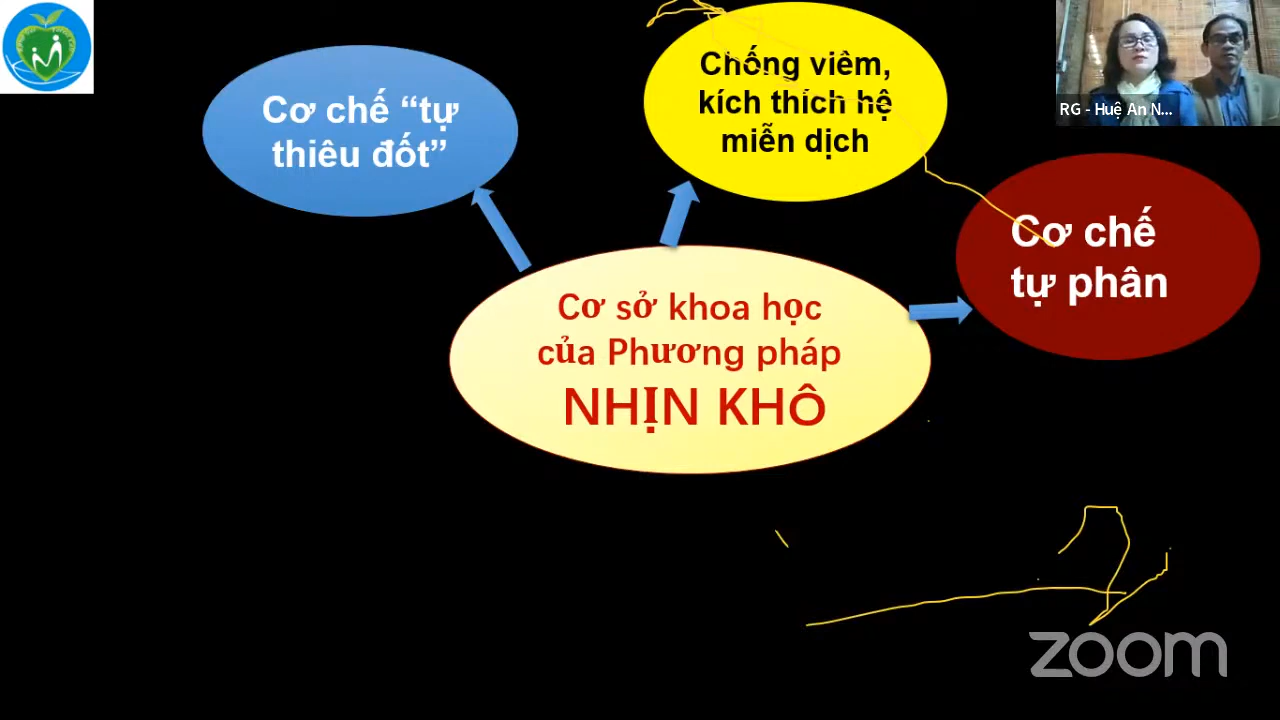 Cơ chế “tự
thiêu đốt”
Chống viêm,
kích thích hệ
miễn dịch
RG - Huệ An N...
Cơ chế
tự phân
Cơ sở khoa học
của Phương pháp
NHỊN KHÔ
zoom